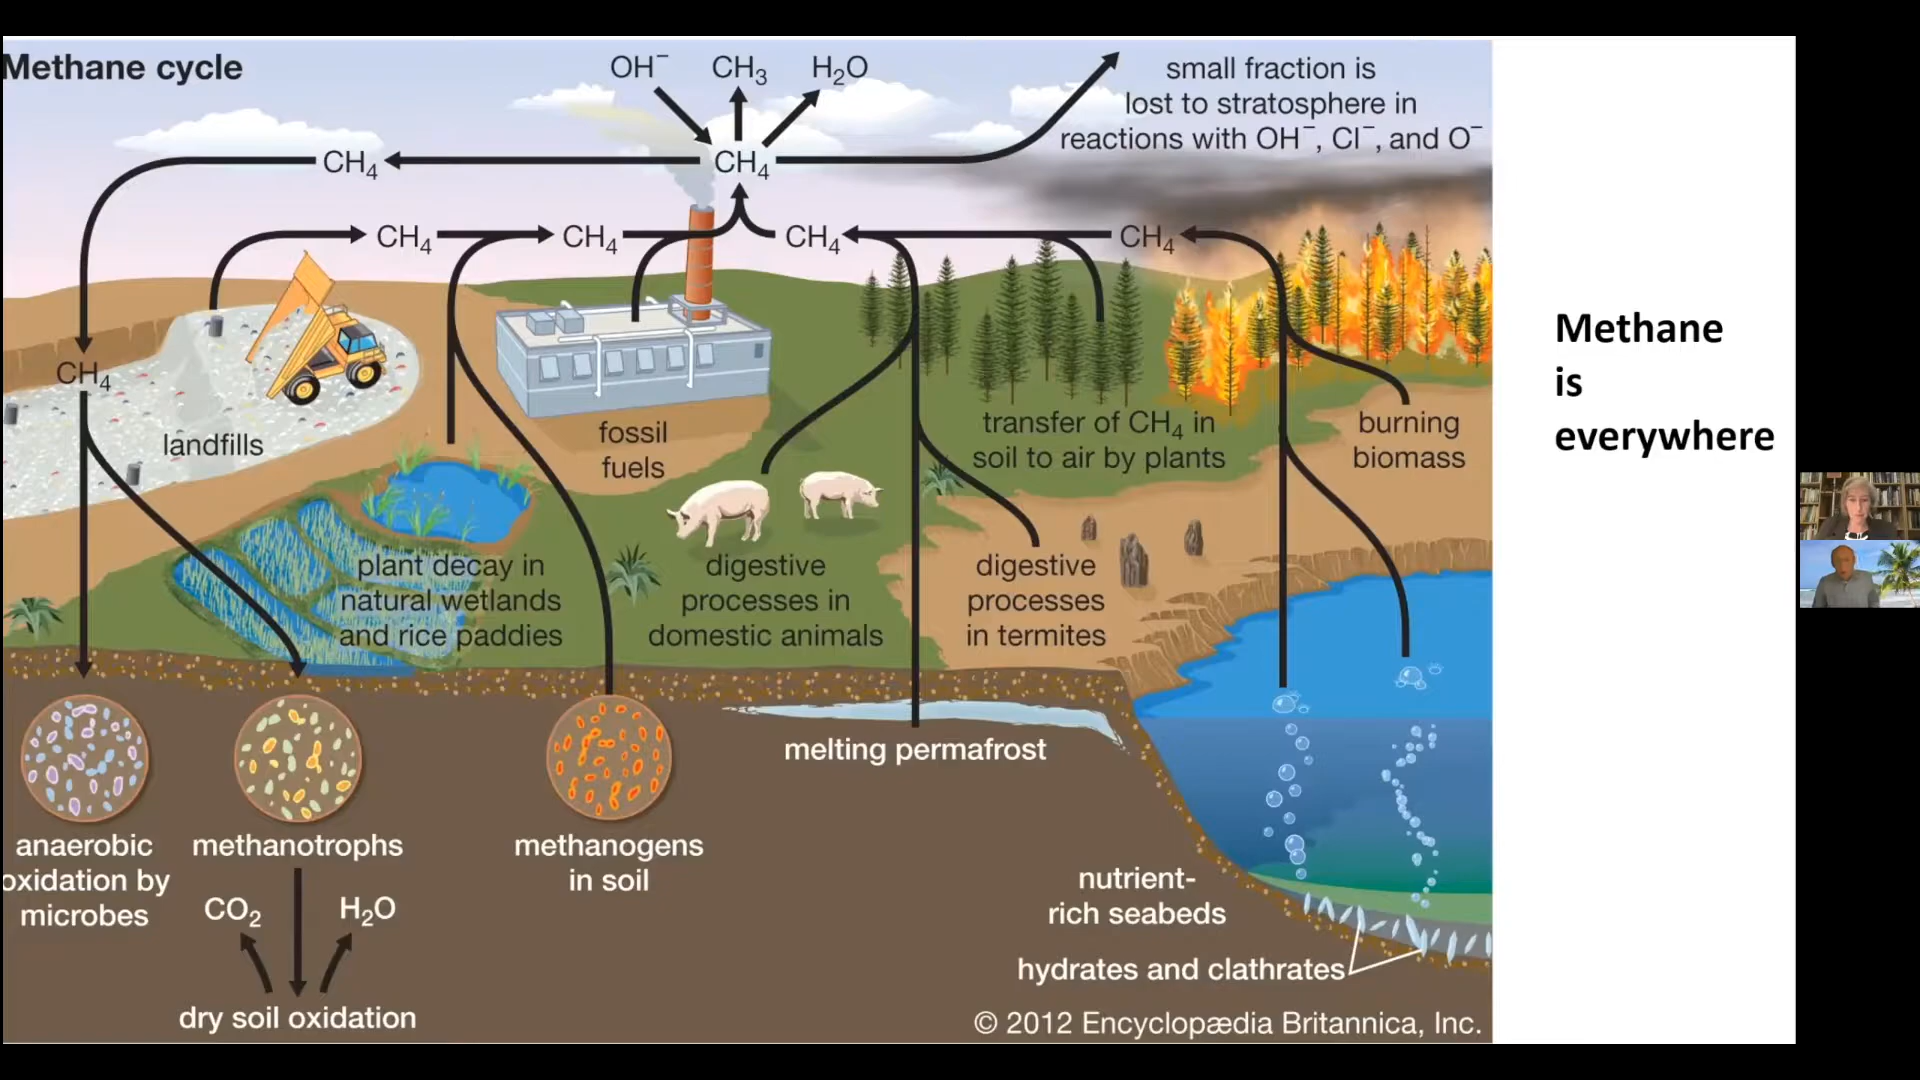 Methane cycle
OH⁻
CH₃
H₂O
small fraction is
lost to stratosphere in
reactions with OH⁻, Cl⁻, and O⁻
CH₄
CH₄
CH₄
CH₄
CH₄
CH₄
CH₄
landfills
fossil
fuels
transfer of CH₄ in
soil to air by plants
burning
biomass
plant decay in
natural wetlands
and rice paddies
digestive
processes in
domestic animals
digestive
processes
in termites
melting permafrost
anaerobic
oxidation by
microbes
methanotrophs
methanogens
in soil
CO₂
H₂O
dry soil oxidation
nutrient-
rich seabeds
hydrates and clathrates
© 2012 Encyclopædia Britannica, Inc.
Methane
is
everywhere